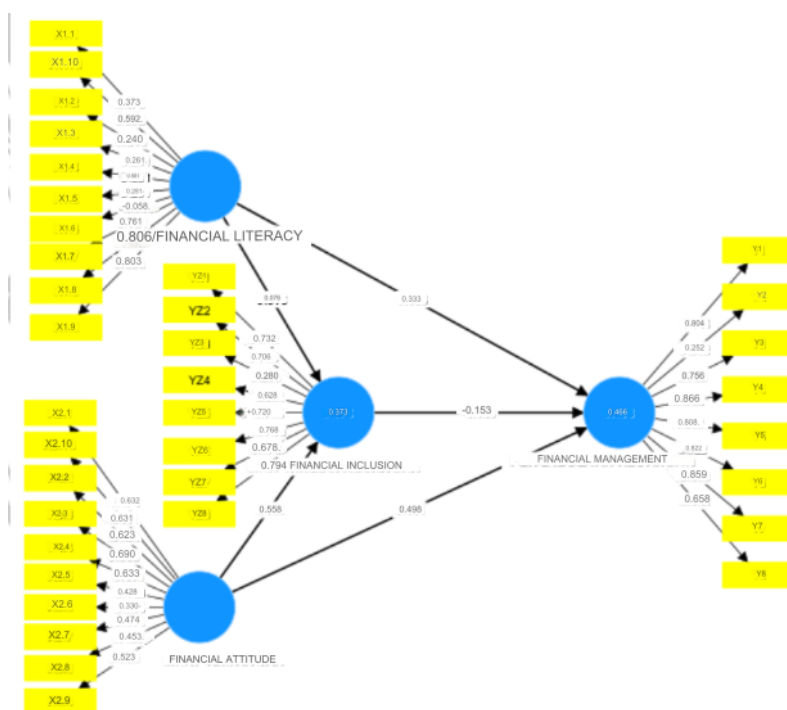 X1.1
X1.10
X1.2
X1.3
X1.4
X1.5
X1.6
X1.7
X1.8
X1.9
0.373
0.592
0.240
0.261
-0.058
0.761
0.806/FINANCIAL LITERACY
0.803
YZ1
YZ2
YZ3
YZ4
YZ5
YZ6
YZ7
YZ8
0.732
0.706
0.280
0.628
0.720
0.768
0.678
0.794 FINANCIAL INCLUSION
0.373
0.333
-0.153
0.558
0.498
X2.1
X2.10
X2.2
X2.3
X2.4
X2.5
X2.6
X2.7
X2.8
X2.9
0.632
0.631
0.623
0.690
0.633
0.428
0.330
0.474
0.453
0.523
FINANCIAL ATTITUDE
0.466
FINANCIAL MANAGEMENT
0.804
0.252
0.756
0.866
0.808
0.822
0.859
0.658
Y1
Y2
Y3
Y4
Y5
Y6
Y7
Y8